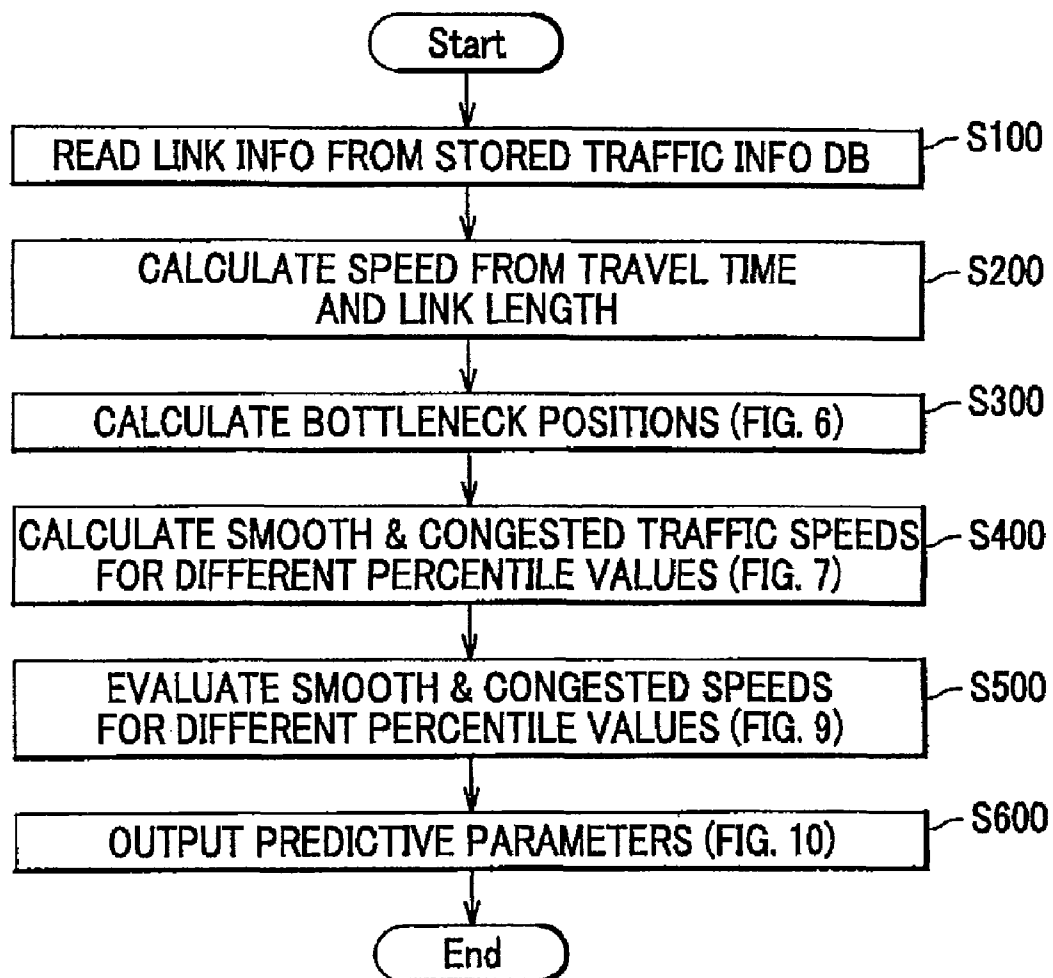 Start
READ LINK INFO FROM STORED TRAFFIC INFO DB
S100
CALCULATE SPEED FROM TRAVEL TIME
AND LINK LENGTH
S200
CALCULATE BOTTLENECK POSITIONS (FIG. 6)
S300
CALCULATE SMOOTH & CONGESTED TRAFFIC SPEEDS
FOR DIFFERENT PERCENTILE VALUES (FIG. 7)
S400
EVALUATE SMOOTH & CONGESTED SPEEDS
FOR DIFFERENT PERCENTILE VALUES (FIG. 9)
S500
OUTPUT PREDICTIVE PARAMETERS (FIG. 10)
S600
End